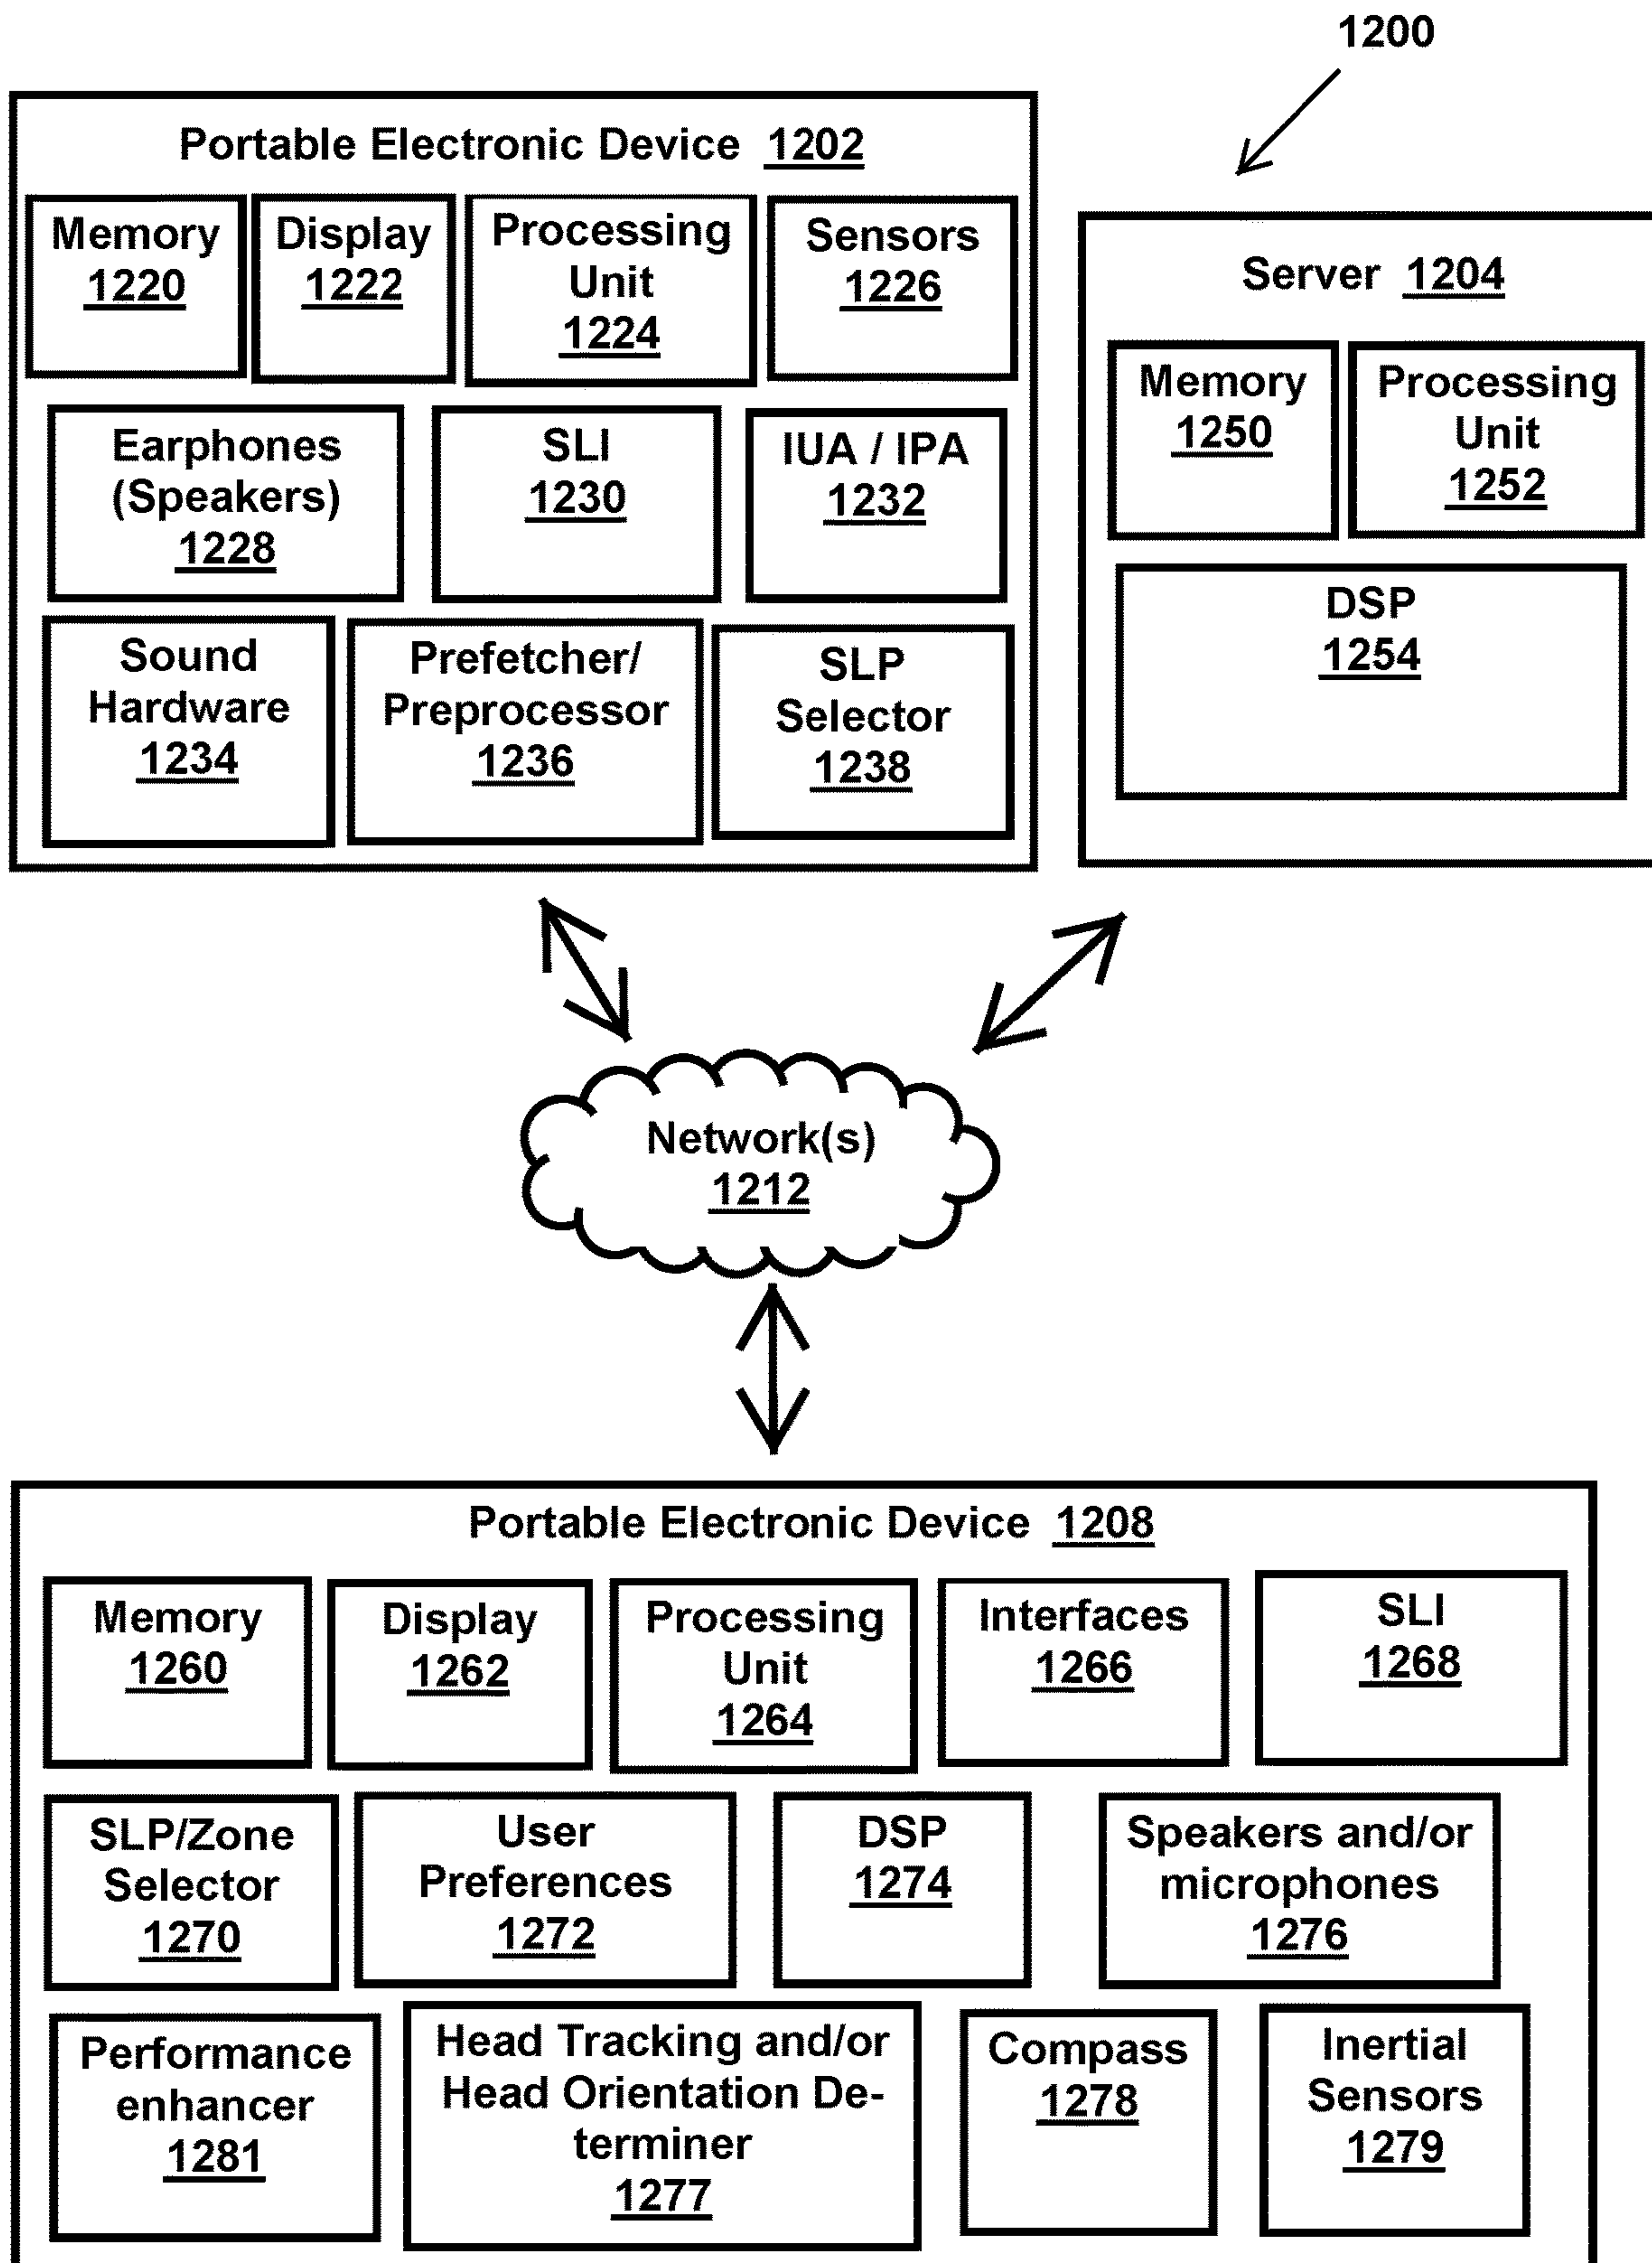 1200
Portable Electronic Device 1202
Memory
1220
Display
1222
Processing
Unit
1224
Sensors
1226
Earphones
(Speakers)
1228
SLI
1230
IUA / IPA
1232
Sound
Hardware
1234
Prefetcher/
Preprocessor
1236
SLP
Selector
1238
Server 1204
Memory
1250
Processing
Unit
1252
DSP
1254
Network(s)
1212
Portable Electronic Device 1208
Memory
1260
Display
1262
Processing
Unit
1264
Interfaces
1266
SLI
1268
SLP/Zone
Selector
1270
User
Preferences
1272
DSP
1274
Speakers and/or
microphones
1276
Performance
enhancer
1281
Head Tracking and/or
Head Orientation De-
terminer
1277
Compass
1278
Inertial
Sensors
1279